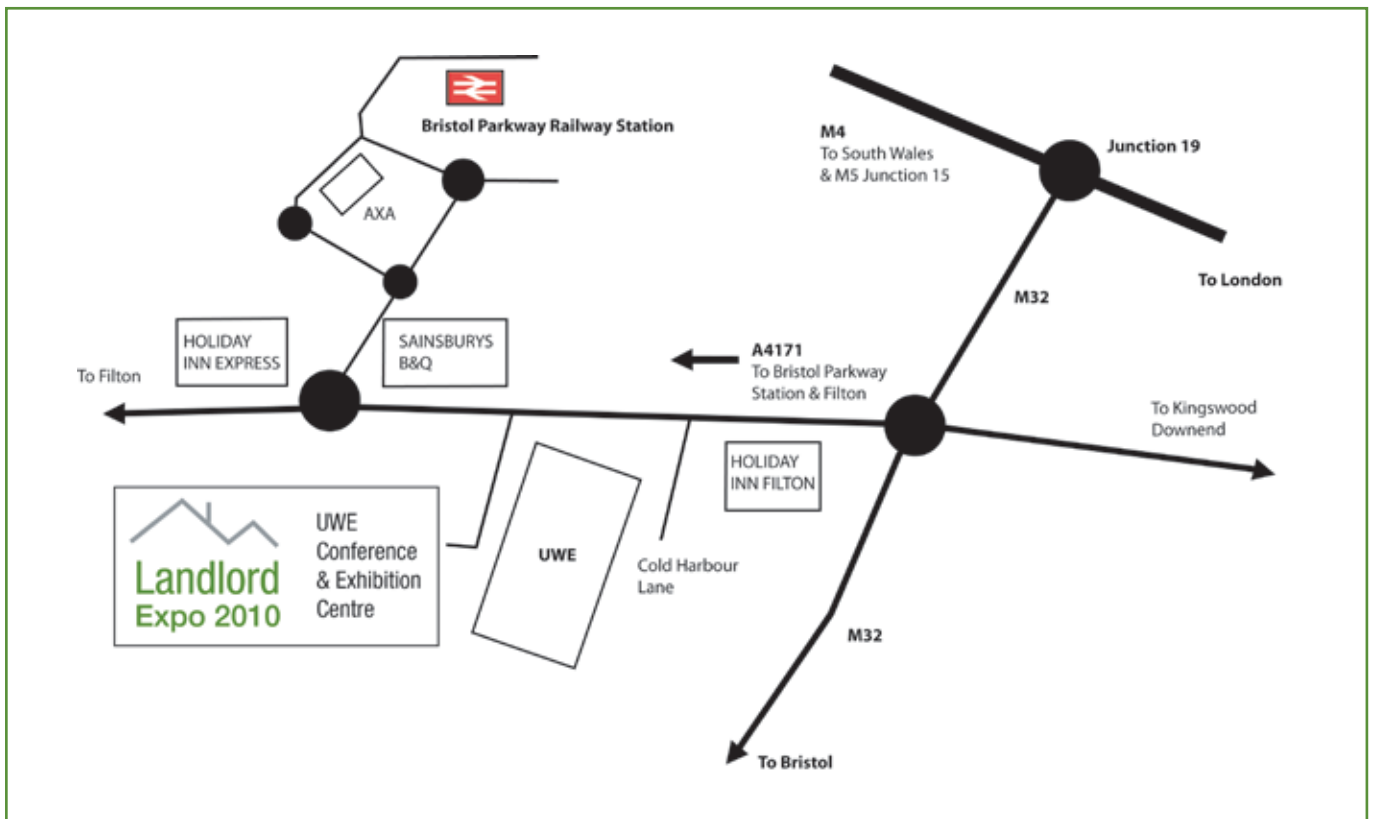 Bristol Parkway Railway Station
M4
To South Wales
& M5 Junction 15
Junction 19
AXA
To London
M32
HOLIDAY
INN EXPRESS
SAINSBURYS
B&Q
A4171
To Bristol Parkway
Station & Filton
To Filton
To Kingswood
Downend
HOLIDAY
INN FILTON
Landlord
Expo 2010
UWE
Conference
& Exhibition
Centre
UWE
Cold Harbour
Lane
M32
To Bristol